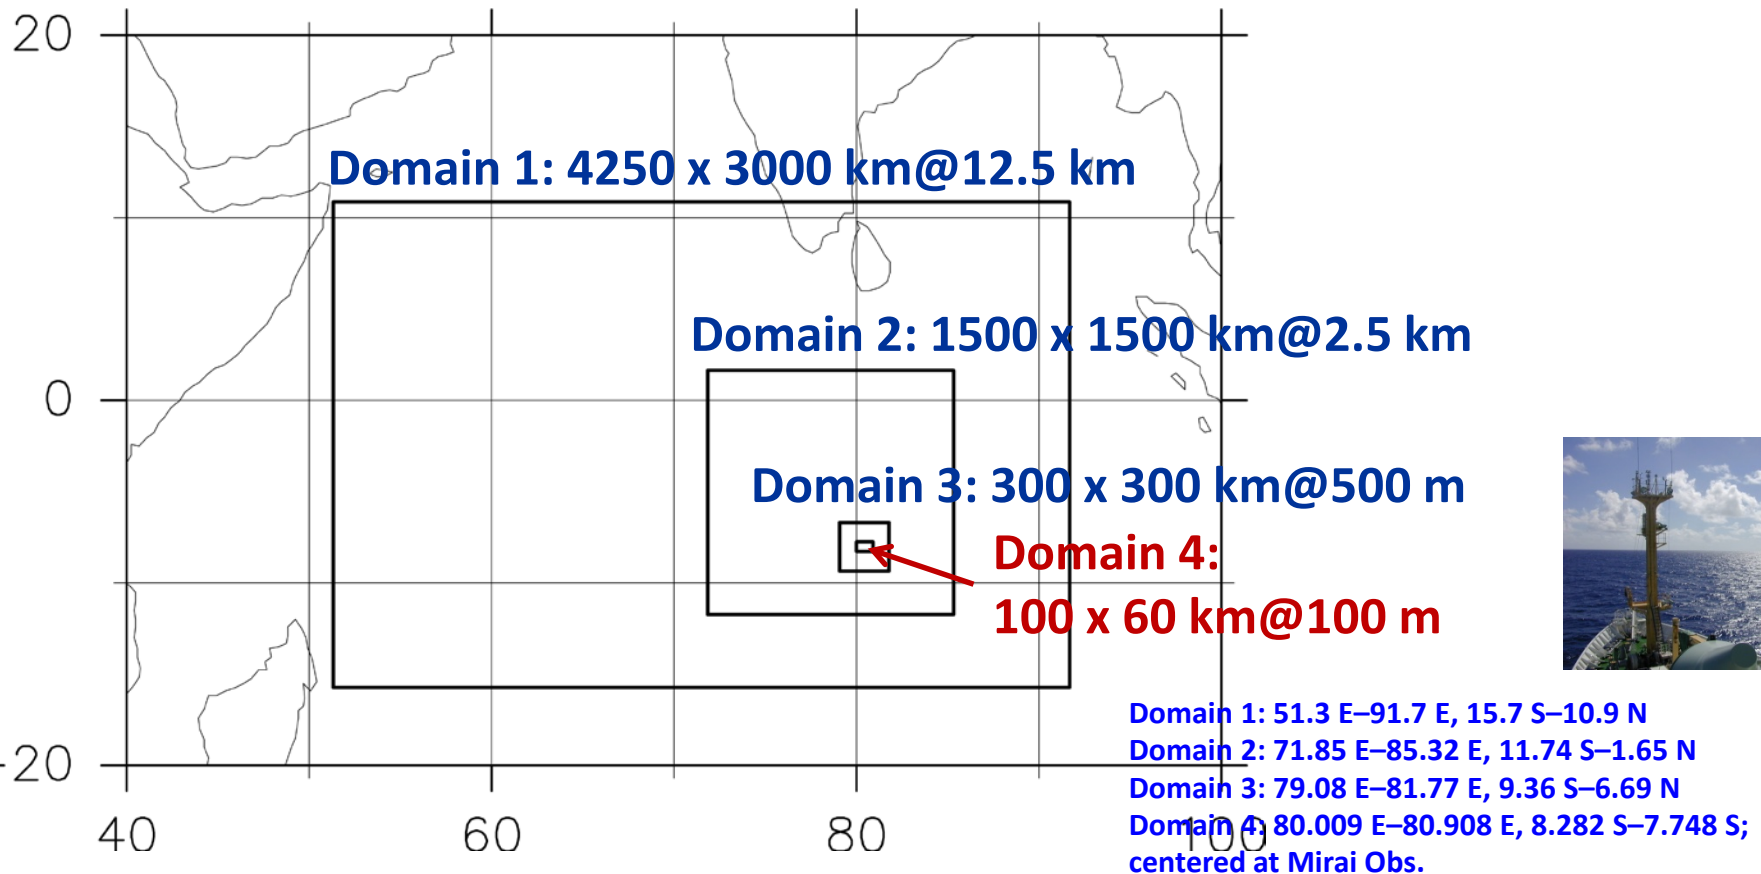 20
Domain 1: 4250 x 3000 km@12.5 km
Domain 2: 1500 x 1500 km@2.5 km
0
Domain 3: 300 x 300 km@500 m
Domain 4:
100 x 60 km@100 m
Domain 1: 51.3 E–91.7 E, 15.7 S–10.9 N
Domain 2: 71.85 E–85.32 E, 11.74 S–1.65 N
-20
Domain 3: 79.08 E–81.77 E, 9.36 S–6.69 N
Domain 4: 80.009 E–80.908 E, 8.282 S–7.748 S;
40 60 80 100
centered at Mirai Obs.